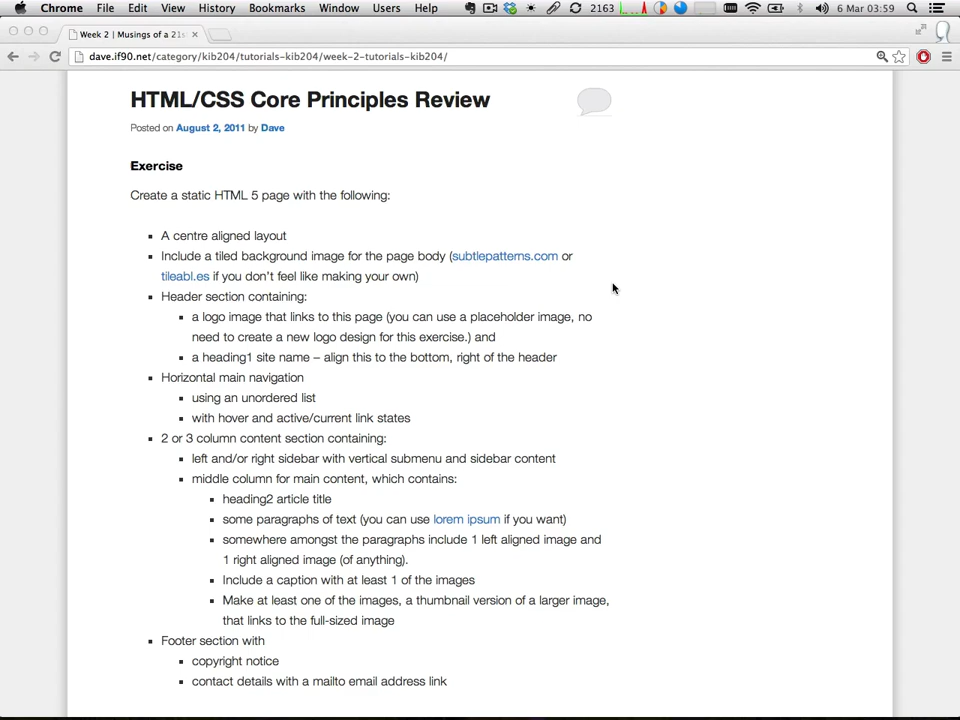 Chrome File Edit View History Bookmarks Window Users Help 2163 6 Mar 03:59
Week 2 | Musings of a 21s
dave.if90.net/category/kib204/tutorials-kib204/week-2-tutorials-kib204/
HTML/CSS Core Principles Review
Posted on August 2, 2011 by Dave
Exercise
Create a static HTML 5 page with the following:
A centre aligned layout
Include a tiled background image for the page body (subtlepatterns.com or
tileabl.es if you don't feel like making your own)
Header section containing:
a logo image that links to this page (you can use a placeholder image, no
need to create a new logo design for this exercise.) and
a heading1 site name – align this to the bottom, right of the header
Horizontal main navigation
using an unordered list
with hover and active/current link states
2 or 3 column content section containing:
left and/or right sidebar with vertical submenu and sidebar content
middle column for main content, which contains:
heading2 article title
some paragraphs of text (you can use lorem ipsum if you want)
somewhere amongst the paragraphs include 1 left aligned image and
1 right aligned image (of anything).
Include a caption with at least 1 of the images
Make at least one of the images, a thumbnail version of a larger image,
that links to the full-sized image
Footer section with
copyright notice
contact details with a mailto email address link